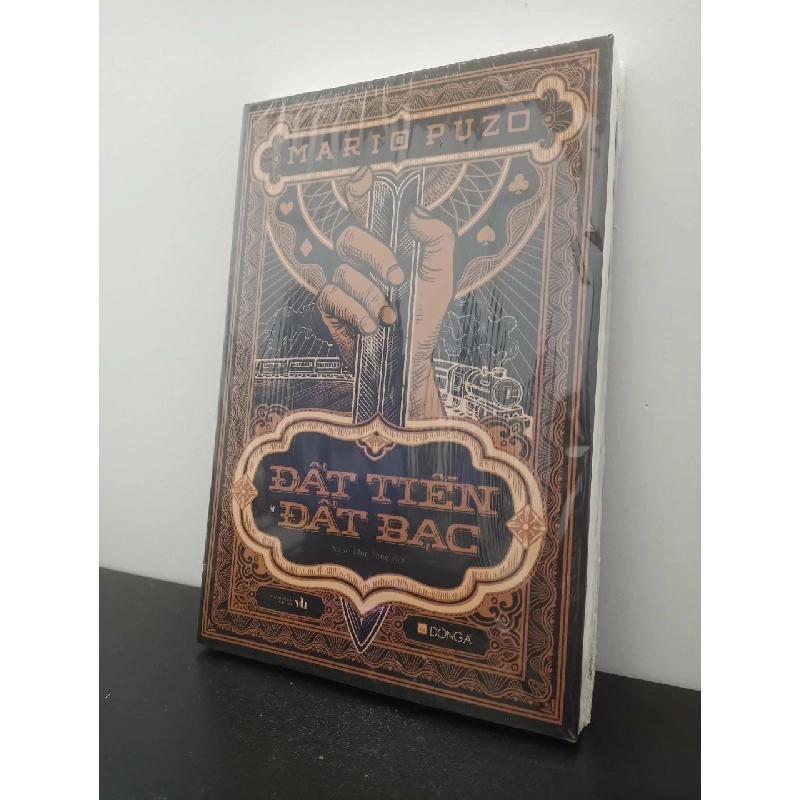 MARIO PUZO
ĐẤT TIỀN
ĐẤT BẠC
ĐÔNG A